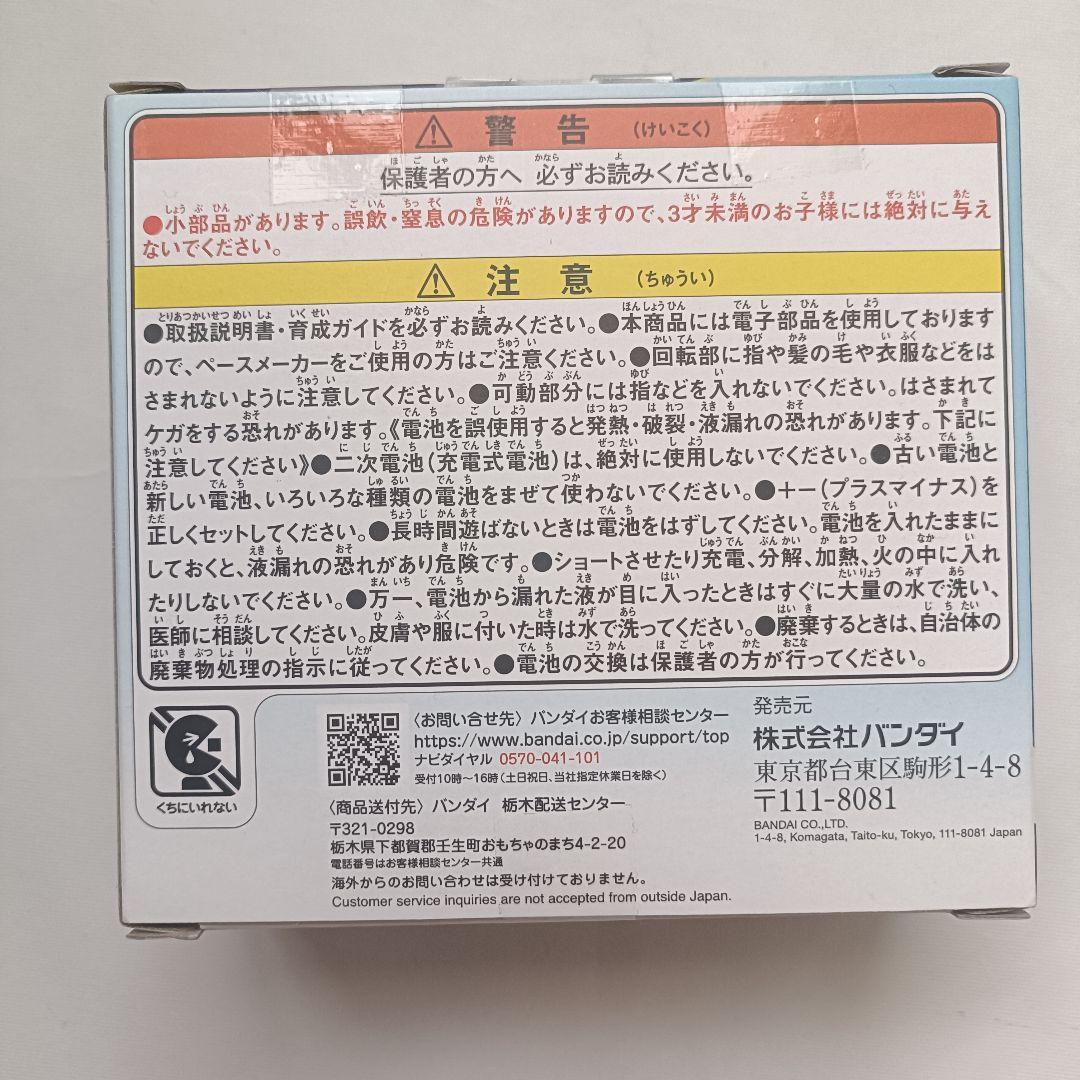 警告 (けいこく)
保護者の方へ 必ずお読みください。
●小部品があります。誤飲・窒息の危険がありますので、3才未満のお子様には絶対に与え
ないでください。
注意 (ちゅうい)
●取扱説明書・育成ガイドを必ずお読みください。●本商品には電子部品を使用しております
ので、ペースメーカーをご使用の方はご注意ください。●回転部に指や髪の毛や衣服などをは
さまれないように注意してください。●可動部分には指などを入れないでください。はさまれて
ケガをする恐れがあります。《電池を誤使用すると発熱・破裂・液漏れの恐れがあります。下記に
注意してください》●二次電池(充電式電池)は、絶対に使用しないでください。●古い電池と
新しい電池、いろいろな種類の電池をまぜて使わないでください。●+-(プラスマイナス)を
正しくセットしてください。●長時間遊ばないときは電池をはずしてください。電池を入れたままに
しておくと、液漏れの恐れがあり危険です。●ショートさせたり充電、分解、加熱、火の中に入れ
たりしないでください。●万一、電池から漏れた液が目に入ったときはすぐに大量の水で洗い、
医師に相談してください。皮膚や服に付いた時は水で洗ってください。●廃棄するときは、自治体の
廃棄物処理の指示に従ってください。●電池の交換は保護者の方が行ってください。
くちにいれない
〈お問い合せ先〉バンダイお客様相談センター
https://www.bandai.co.jp/support/top
ナビダイヤル 0570-041-101
受付10時〜16時(土日祝日、当社指定休業日を除く)
〈商品送付先〉バンダイ 栃木配送センター
〒321-0298
栃木県下都賀郡壬生町おもちゃのまち4-2-20
電話番号はお客様相談センター共通
海外からのお問い合わせは受け付けておりません。
Customer service inquiries are not accepted from outside Japan.
発売元
株式会社バンダイ
東京都台東区駒形1-4-8
〒111-8081
BANDAI CO.,LTD.
1-4-8, Komagata, Taito-ku, Tokyo, 111-8081 Japan